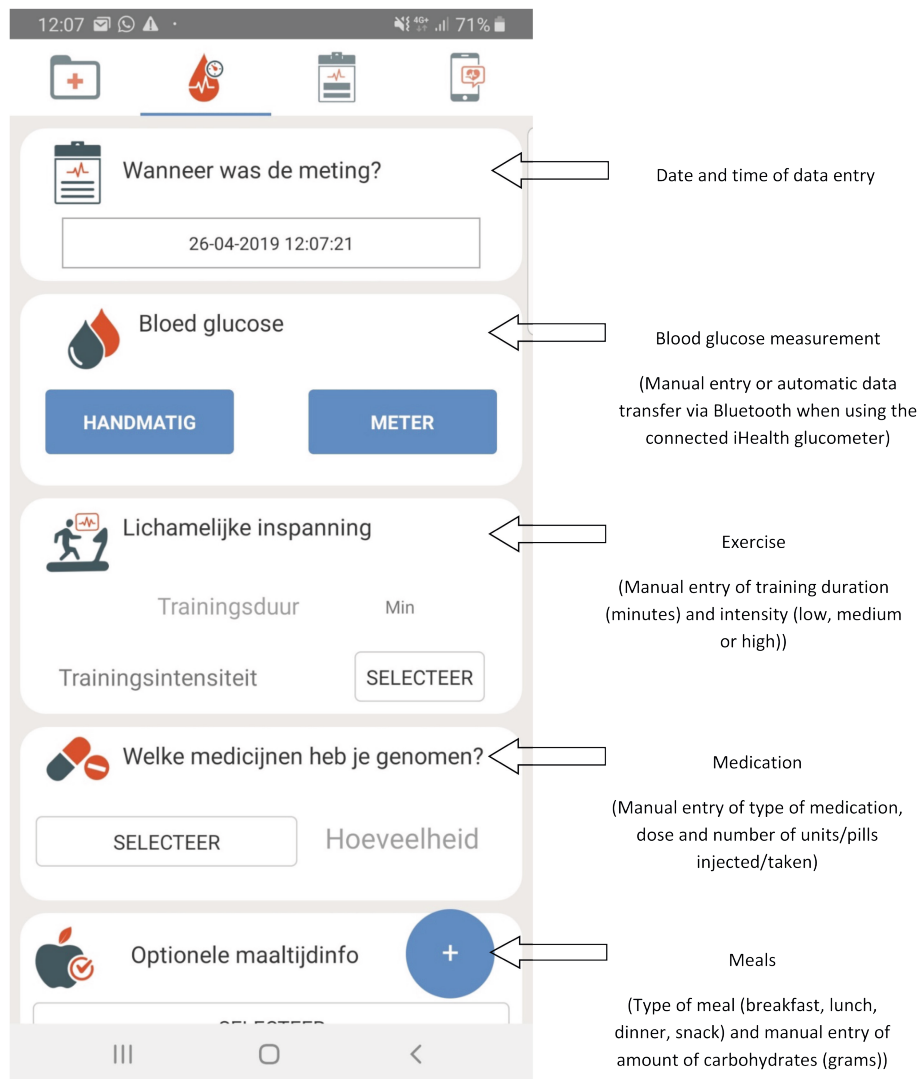 12:07
4G+
71%
Wanneer was de meting?
26-04-2019 12:07:21
Bloed glucose
HANDMATIG
METER
Lichamelijke inspanning
Trainingsduur
Min
Trainingsintensiteit
SELECTEER
Welke medicijnen heb je genomen?
SELECTEER
Hoeveelheid
Optionele maaltijdinfo
+
SELECTEER
Date and time of data entry
Blood glucose measurement
(Manual entry or automatic data
transfer via Bluetooth when using the
connected iHealth glucometer)
Exercise
(Manual entry of training duration
(minutes) and intensity (low, medium
or high))
Medication
(Manual entry of type of medication,
dose and number of units/pills
injected/taken)
Meals
(Type of meal (breakfast, lunch,
dinner, snack) and manual entry of
amount of carbohydrates (grams))